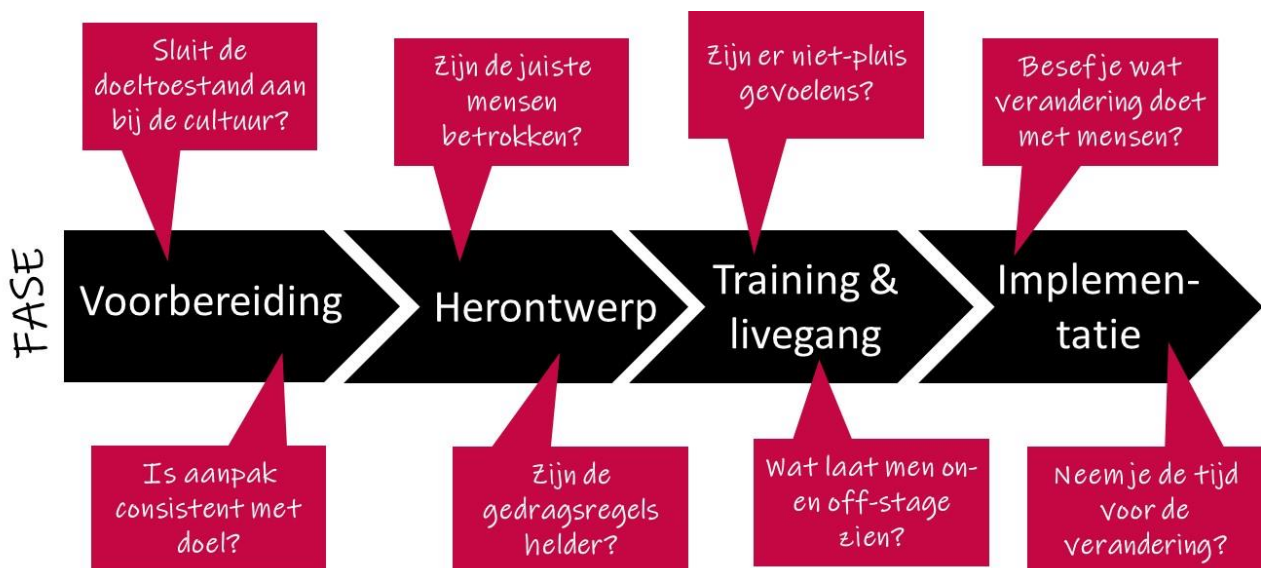 Sluit de
doeltoestand aan
bij de cultuur?
Zijn de juiste
mensen
betrokken?
Zijn er niet-pluis
gevoelens?
Besef je wat
verandering doet
met mensen?
FASE
Voorbereiding
Herontwerp
Training &
livegang
Implemen-
tatie
Is aanpak
consistent met
doel?
Zijn de
gedragsregels
helder?
Wat laat men on-
en off-stage
zien?
Neem je de tijd
voor de
verandering?